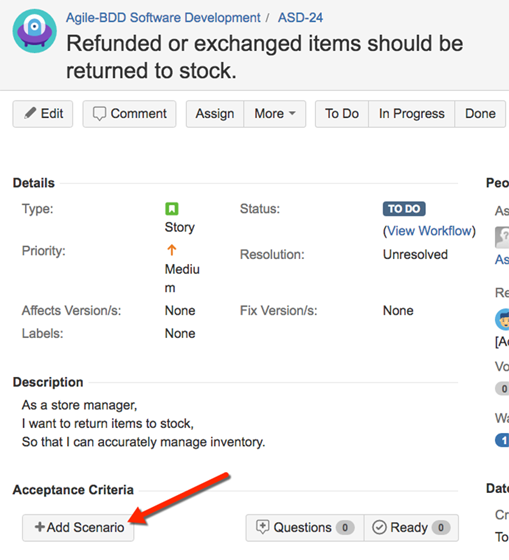 Agile-BDD Software Development / ASD-24
Refunded or exchanged items should be
returned to stock.
Edit Comment Assign More To Do In Progress Done
Details Peo
Type: Story Status: TO DO As
(View Workflow) As
Priority: Mediu
m Resolution: Unresolved
Re
Affects Version/s: None Fix Version/s: None
[Ac
Labels: None
Vo
0
Description Wa
1
As a store manager,
I want to return items to stock,
So that I can accurately manage inventory.
Acceptance Criteria Date
+Add Scenario Questions 0 Ready 0 Cr
To